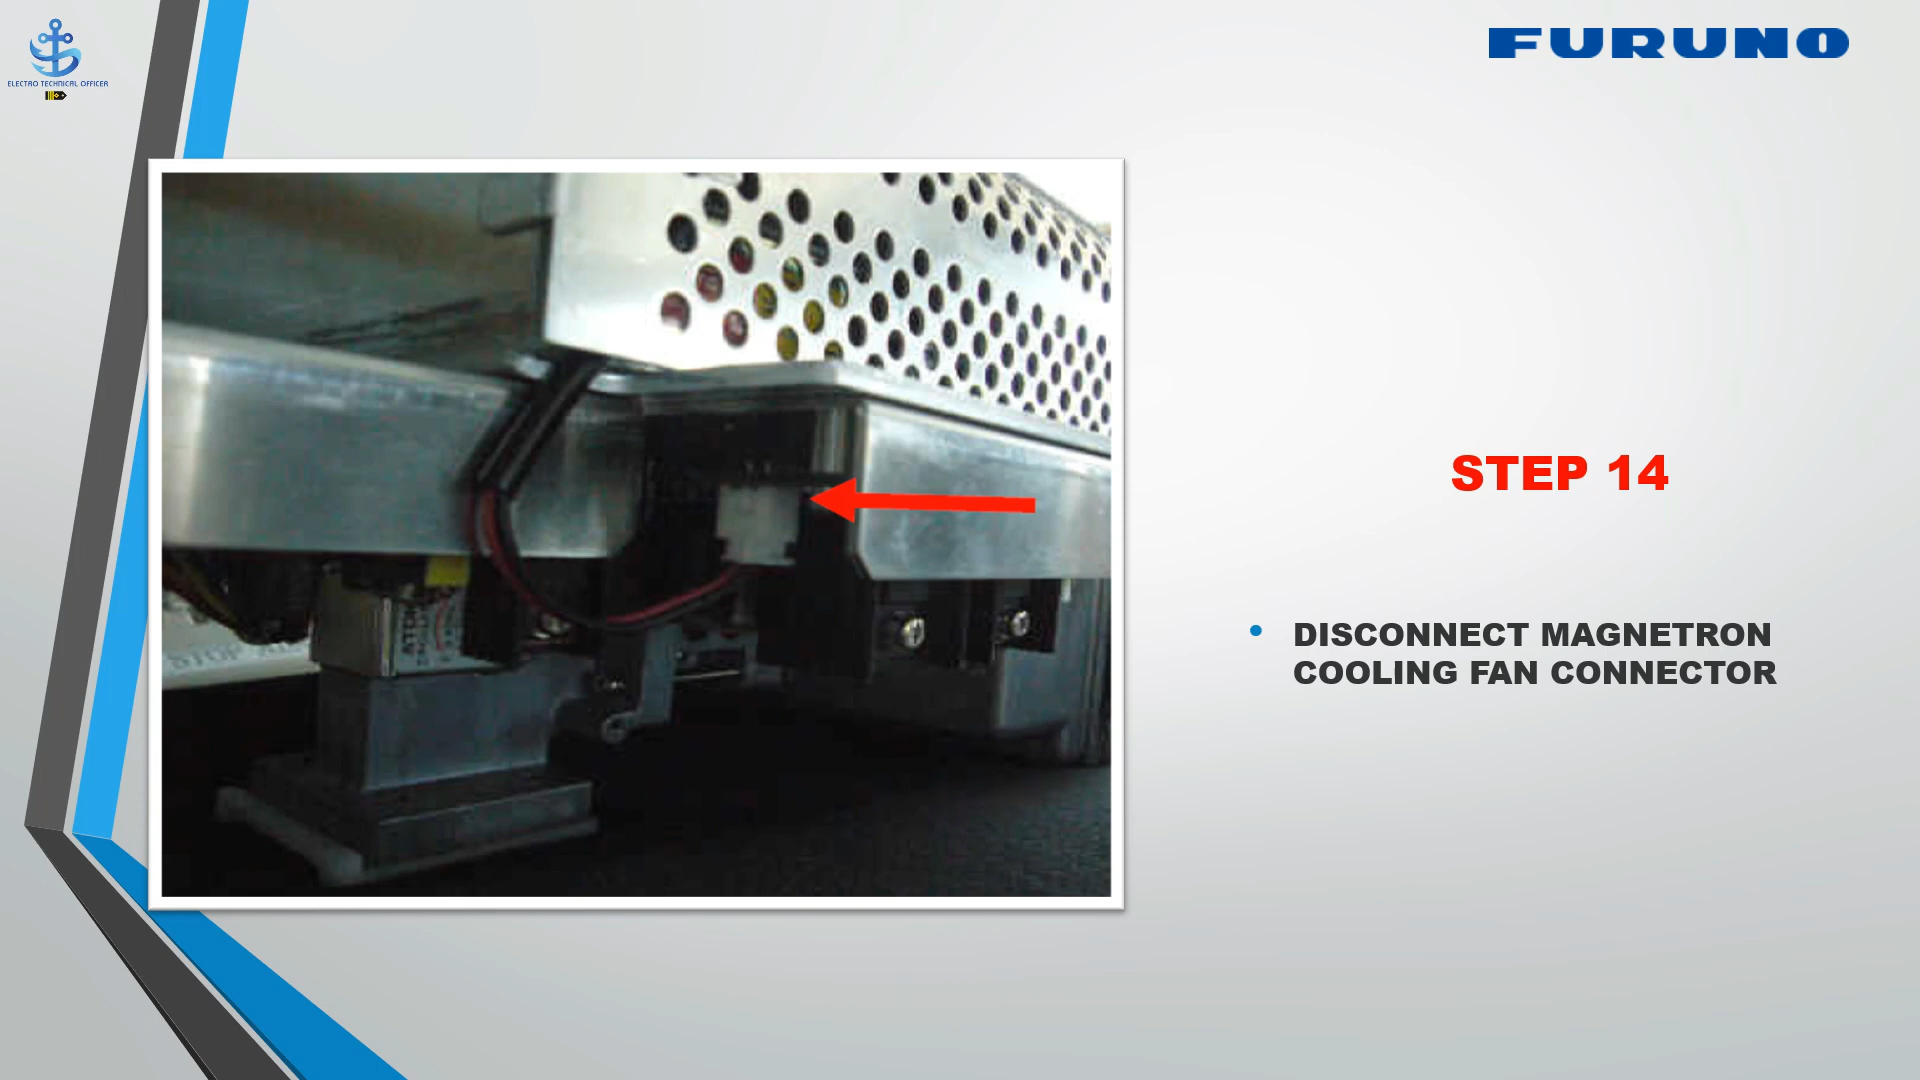 ELECTRO TECHNICAL OFFICER
FURUNO
STEP 14
DISCONNECT MAGNETRON
COOLING FAN CONNECTOR